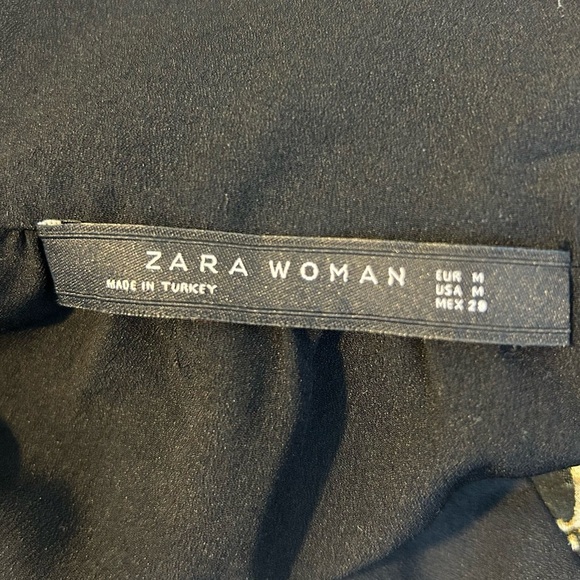 ZARA WOMAN
MADE IN TURKEY
EUR M
USA M
MEX 28